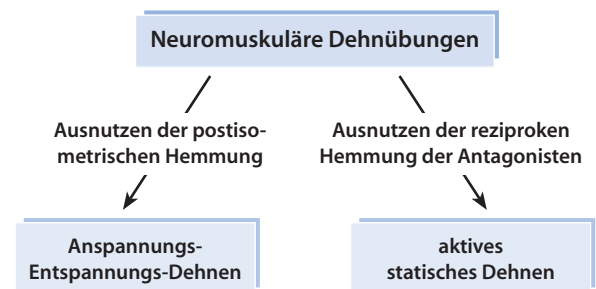 Neuromuskuläre Dehnübungen
Ausnutzen der postiso-
metrischen Hemmung
Ausnutzen der reziproken
Hemmung der Antagonisten
Anspannungs-
Entspannungs-Dehnen
aktives
statisches Dehnen